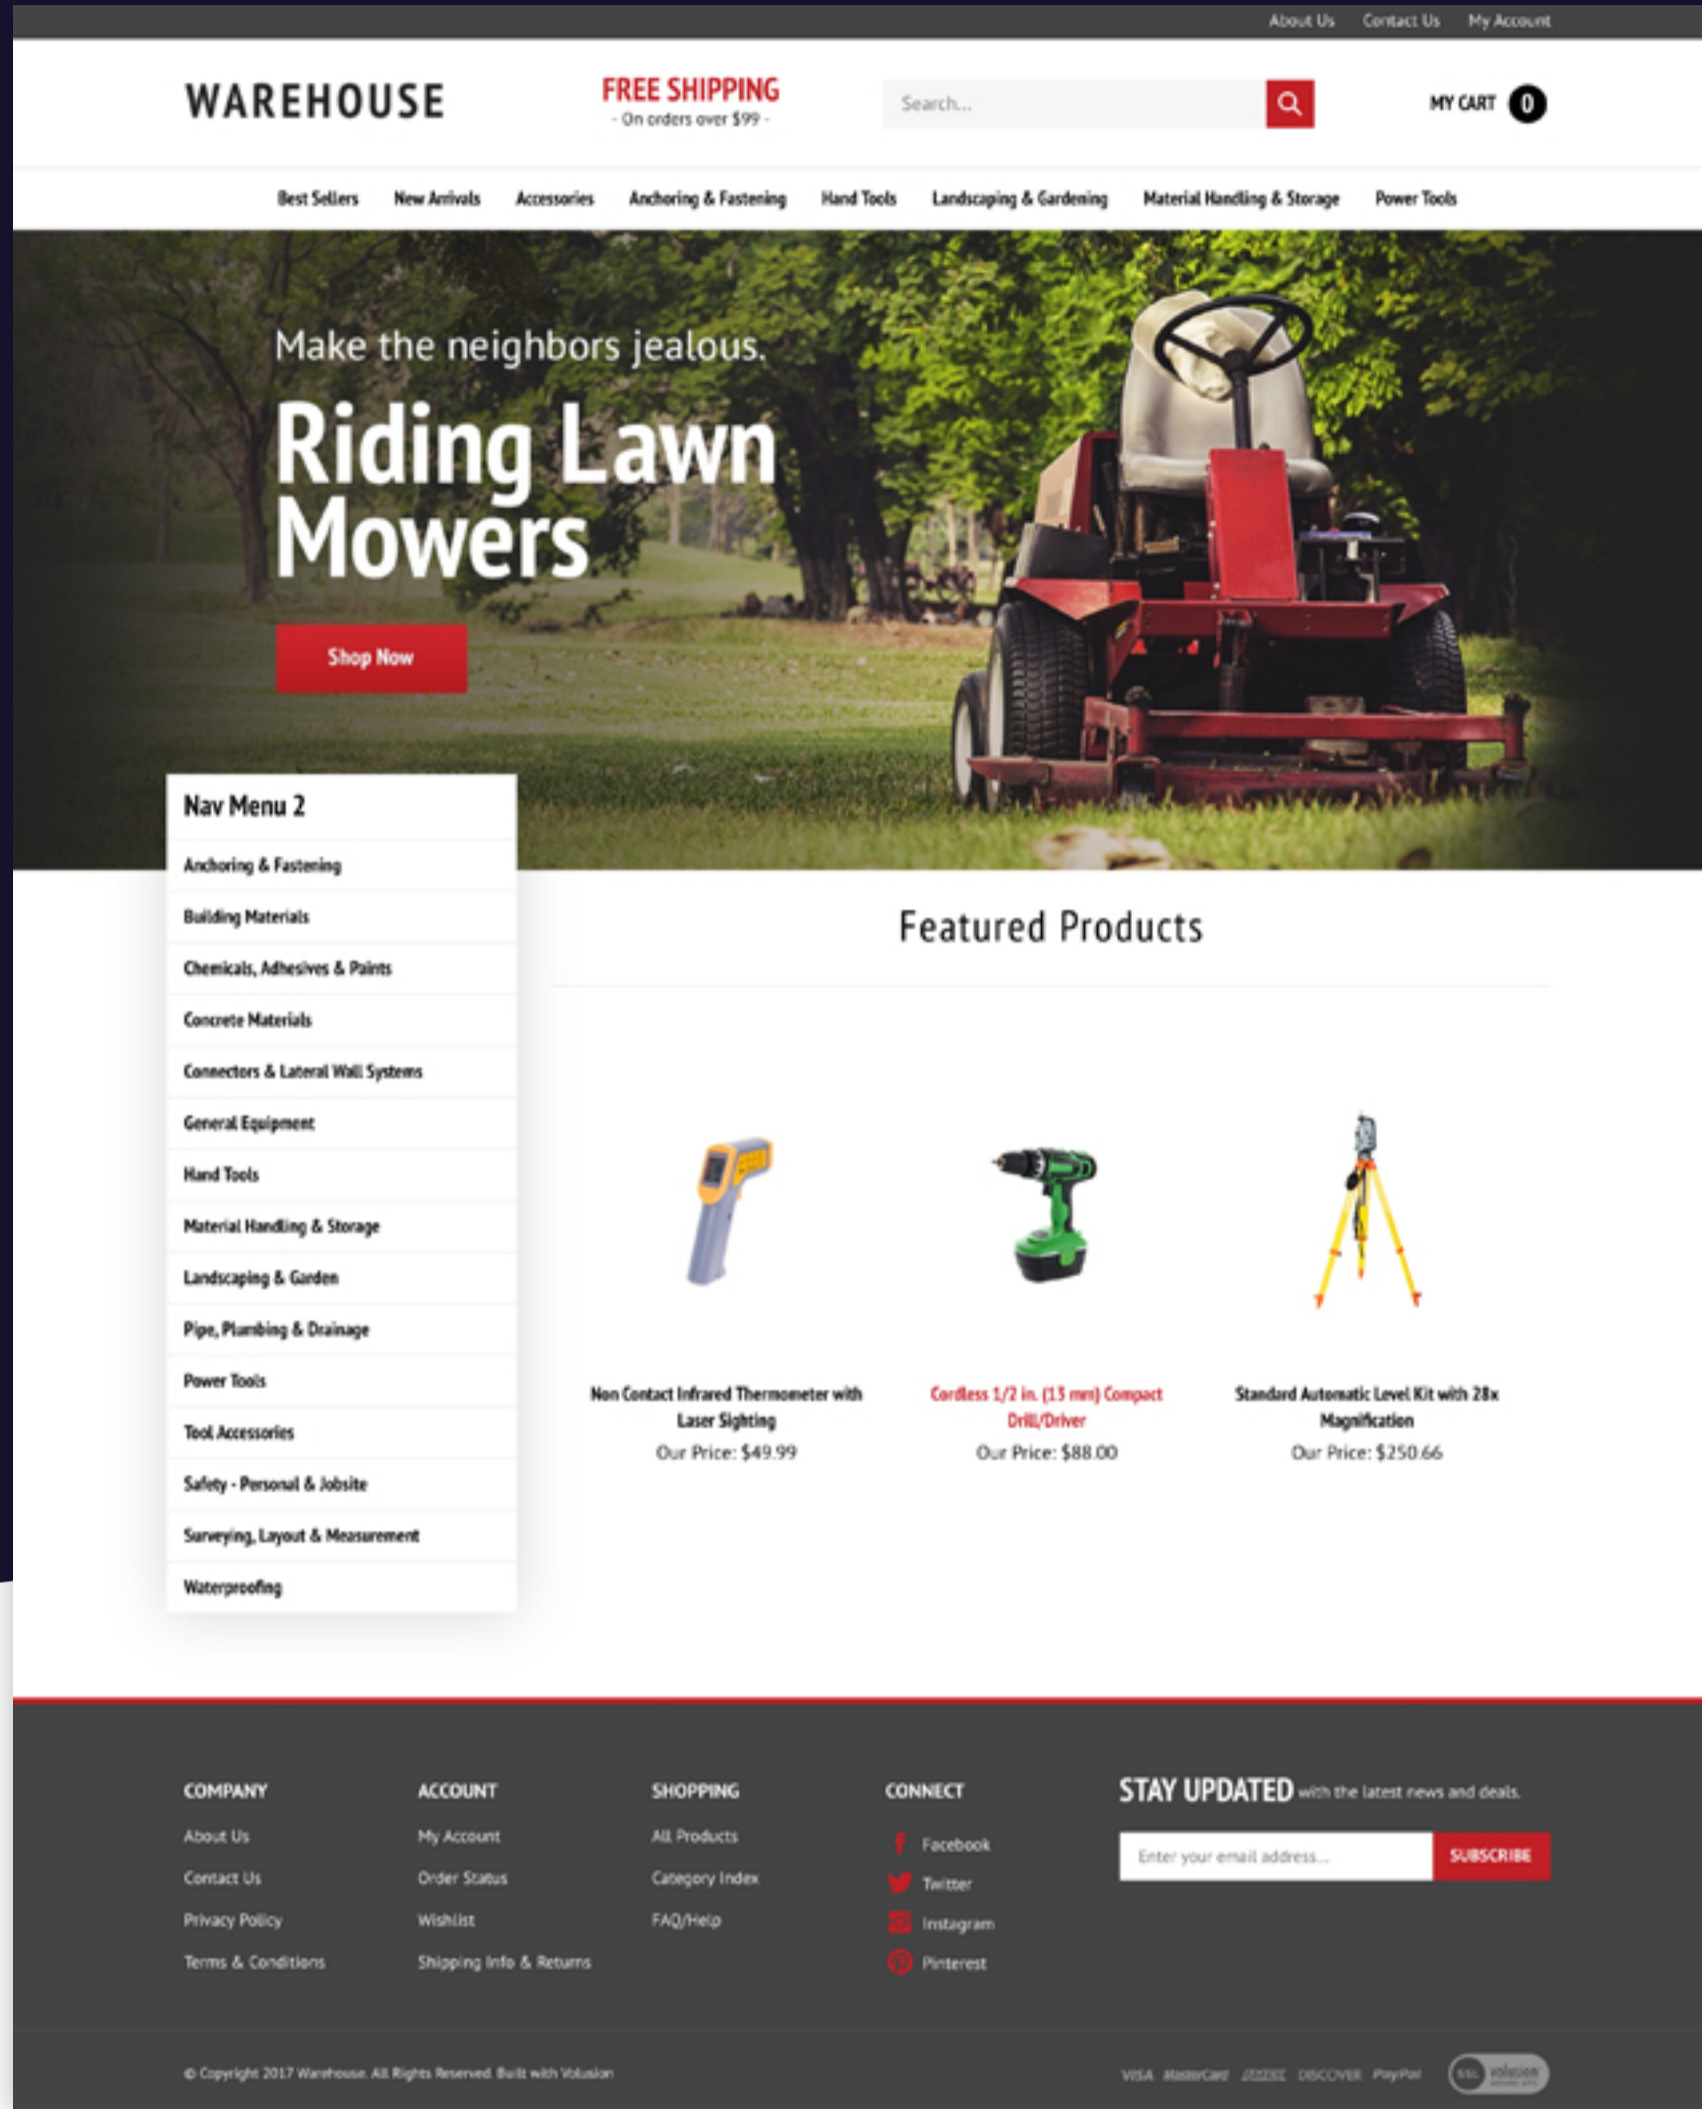 About Us Contact Us My Account
WAREHOUSE
FREE SHIPPING
- On orders over $99 -
Search...
MY CART 0
Best Sellers New Arrivals Accessories Anchoring & Fastening Hand Tools Landscaping & Gardening Material Handling & Storage Power Tools
Make the neighbors jealous.
Riding Lawn
Mowers
Shop Now
Nav Menu 2
Anchoring & Fastening
Building Materials
Chemicals, Adhesives & Paints
Concrete Materials
Connectors & Lateral Wall Systems
General Equipment
Hand Tools
Material Handling & Storage
Landscaping & Garden
Pipe, Plumbing & Drainage
Power Tools
Tool Accessories
Safety - Personal & Jobsite
Surveying, Layout & Measurement
Waterproofing
Featured Products
Non Contact Infrared Thermometer with
Laser Sighting
Our Price: $49.99
Cordless 1/2 in. (13 mm) Compact
Drill/Driver
Our Price: $88.00
Standard Automatic Level Kit with 28x
Magnification
Our Price: $250.66
COMPANY
About Us
Contact Us
Privacy Policy
Terms & Conditions
ACCOUNT
My Account
Order Status
Wishlist
Shipping Info & Returns
SHOPPING
All Products
Category Index
FAQ/Help
CONNECT
Facebook
Twitter
Instagram
Pinterest
STAY UPDATED with the latest news and deals.
Enter your email address...
SUBSCRIBE
© Copyright 2017 Warehouse. All Rights Reserved. Built with Volusion
VISA MasterCard DISCOVER PayPal
SSL volusion